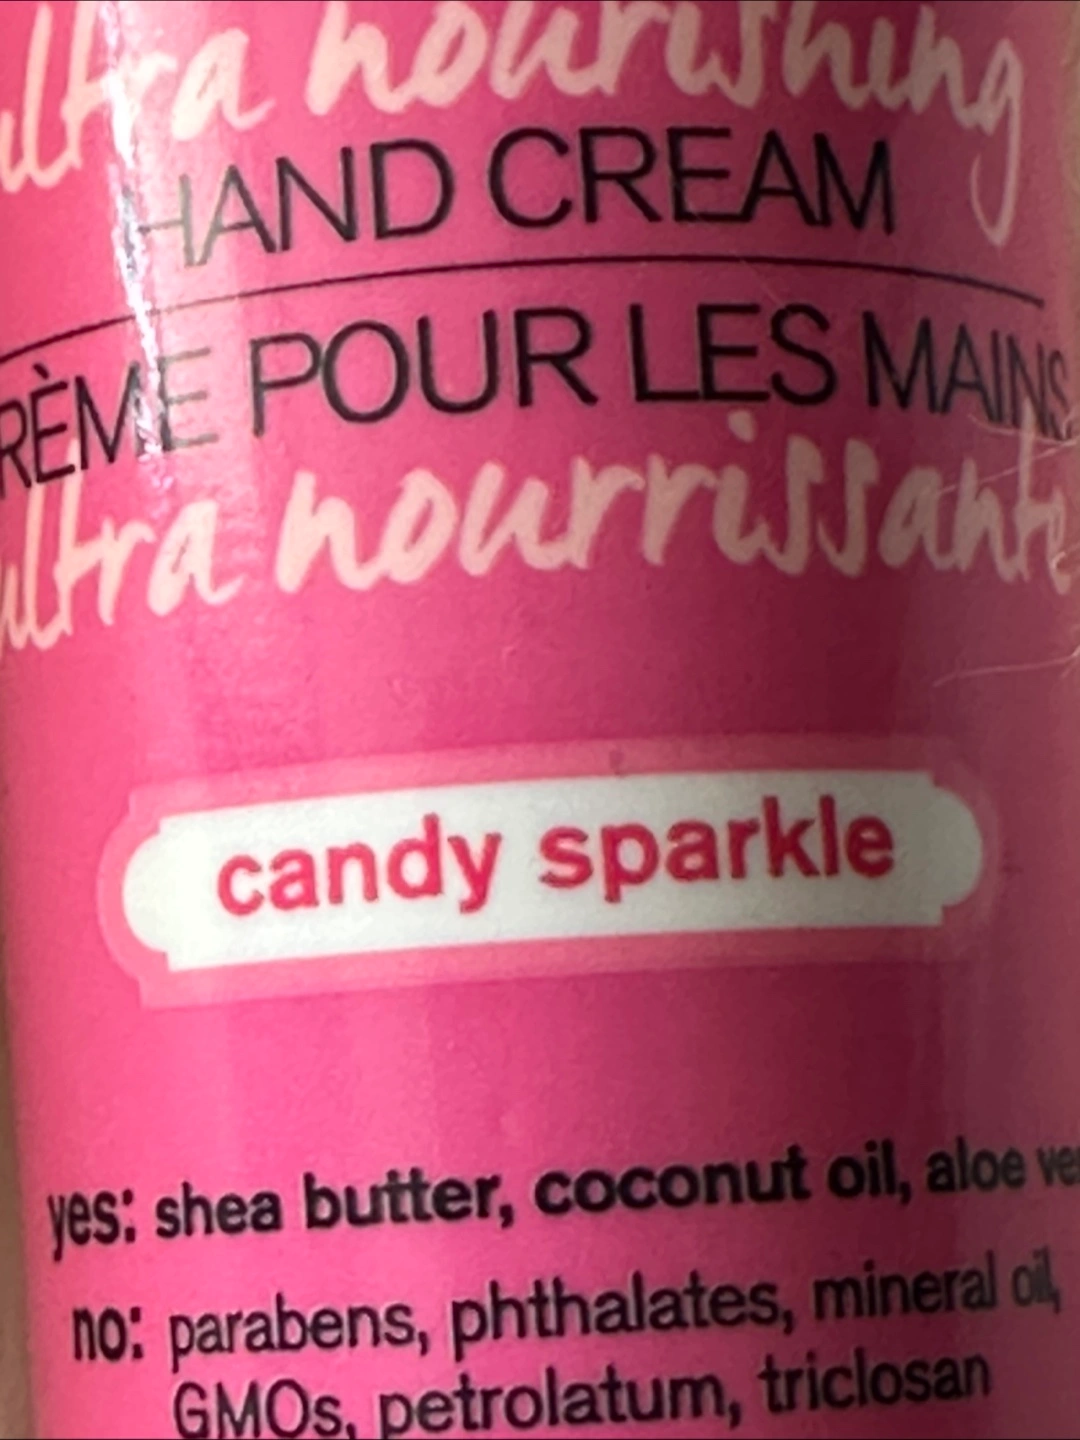 ultra nourishing
HAND CREAM
CRÈME POUR LES MAINS
ultra nourrissante
candy sparkle
yes: shea butter, coconut oil, aloe
no: parabens, phthalates, mineral oil,
GMOs, petrolatum, triclosan